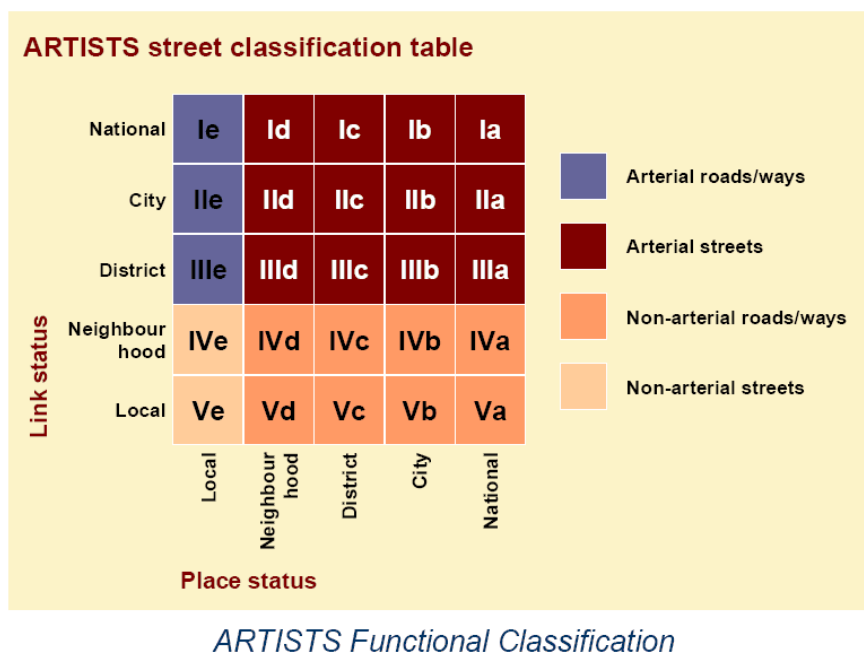 ARTISTS street classification table
National
Ie Id Ic Ib Ia
City
IIe IId IIc IIb IIa
District
IIIe IIId IIIc IIIb IIIa
Neighbour
hood
IVe IVd IVc IVb IVa
Local
Ve Vd Vc Vb Va
Link status
Local
Neighbour
hood
District
City
National
Place status
Arterial roads/ways
Arterial streets
Non-arterial roads/ways
Non-arterial streets
ARTISTS Functional Classification